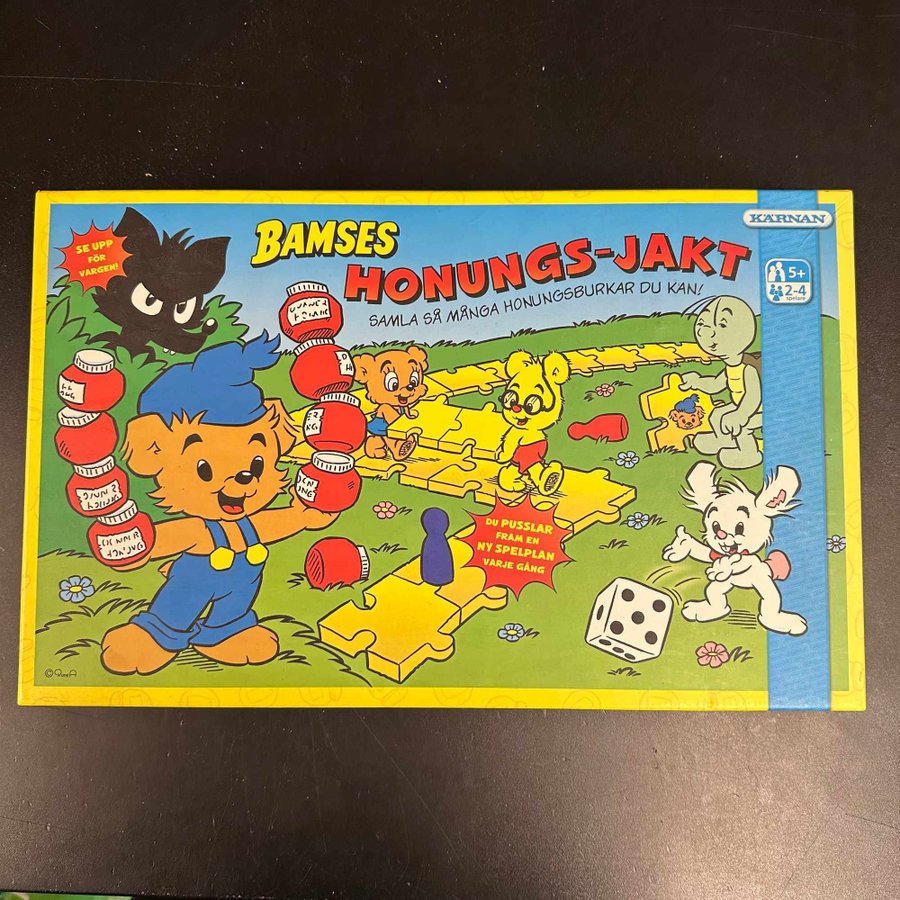 SE UPP
FÖR
VARGEN!
BAMSES
HONUNGS-JAKT
SAMLA SÅ MÅNGA HONUNGSBURKAR DU KAN!
KÄRNAN
5+
2-4
spelare
DU PUSSLAR
FRAM EN
NY SPELPLAN
VARJE GÅNG